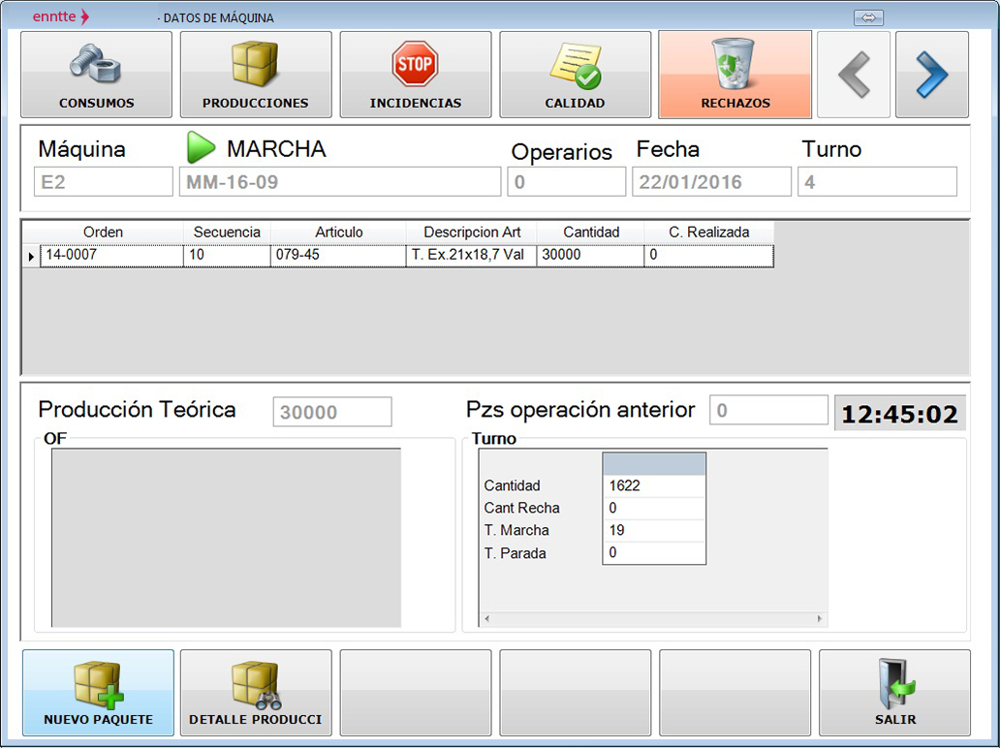 enntte - DATOS DE MÁQUINA
CONSUMOS PRODUCCIONES STOP INCIDENCIAS CALIDAD RECHAZOS
Máquina MARCHA Operarios Fecha Turno
E2 MM-16-09 0 22/01/2016 4
Orden Secuencia Articulo Descripcion Art Cantidad C. Realizada
14-0007 10 079-45 T. Ex.21x18,7 Val 30000 0
Producción Teórica 30000 Pzs operación anterior 0 12:45:02
OF Turno
Cantidad 1622
Cant Recha 0
T. Marcha 19
T. Parada 0
NUEVO PAQUETE DETALLE PRODUCCI SALIR